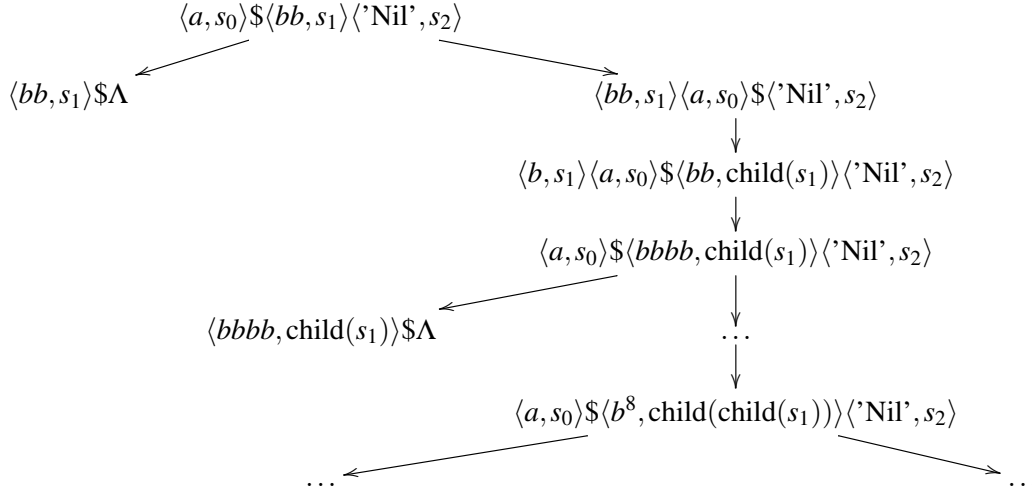 ⟨a, s₀⟩$⟨bb, s₁⟩⟨'Nil', s₂⟩
⟨bb, s₁⟩$Λ
⟨bb, s₁⟩⟨a, s₀⟩$⟨'Nil', s₂⟩
⟨b, s₁⟩⟨a, s₀⟩$⟨bb, child(s₁)⟩⟨'Nil', s₂⟩
⟨a, s₀⟩$⟨bbbb, child(s₁)⟩⟨'Nil', s₂⟩
⟨bbbb, child(s₁)⟩$Λ
...
⟨a, s₀⟩$⟨b⁸, child(child(s₁))⟩⟨'Nil', s₂⟩
...
..